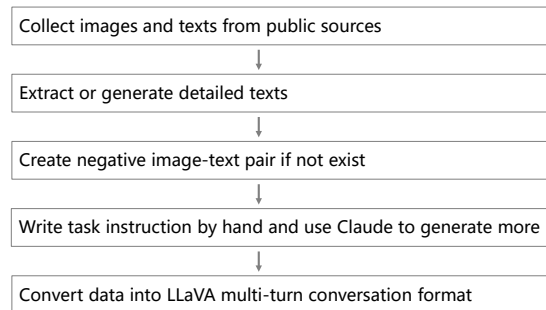 Collect images and texts from public sources
Extract or generate detailed texts
Create negative image-text pair if not exist
Write task instruction by hand and use Claude to generate more
Convert data into LLaVA multi-turn conversation format